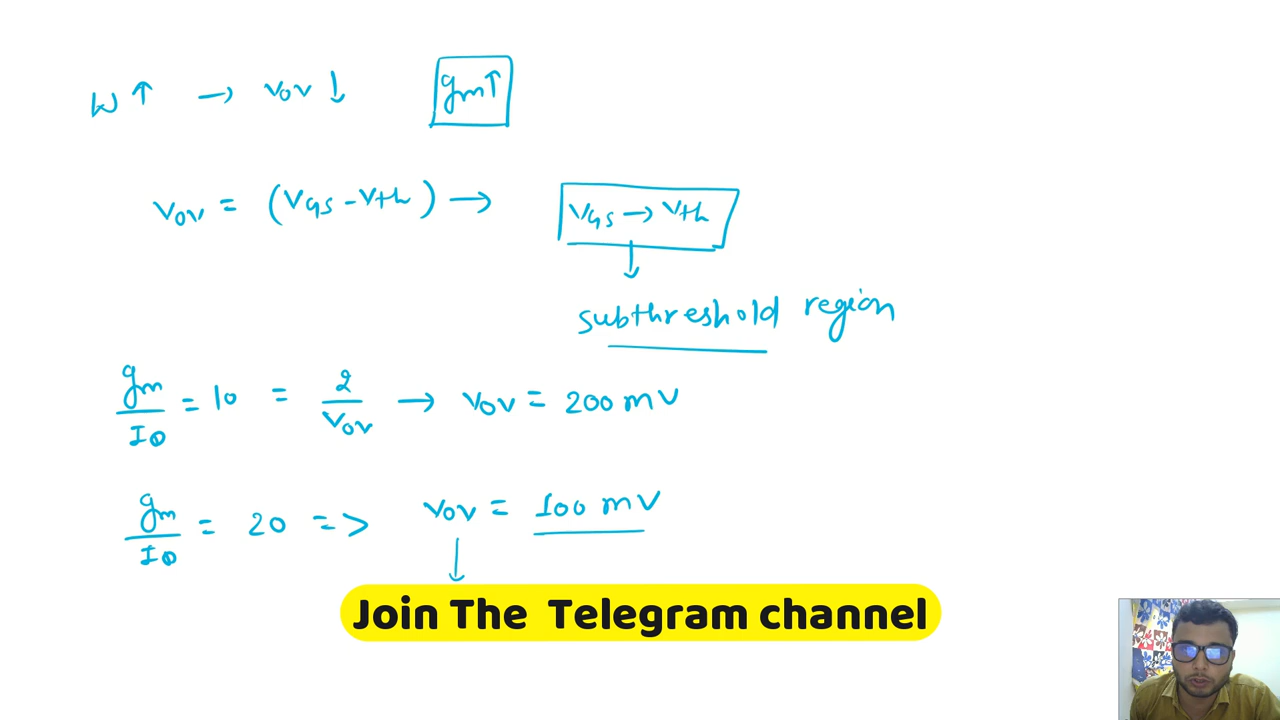 W ↑ → Vov ↓ gm↑
Vov = (VGS - Vth) → VGS → Vth
subthreshold region
gm/ID = 10 = 2/Vov → Vov = 200 mV
gm/ID = 20 => Vov = 100 mV
Join The Telegram channel